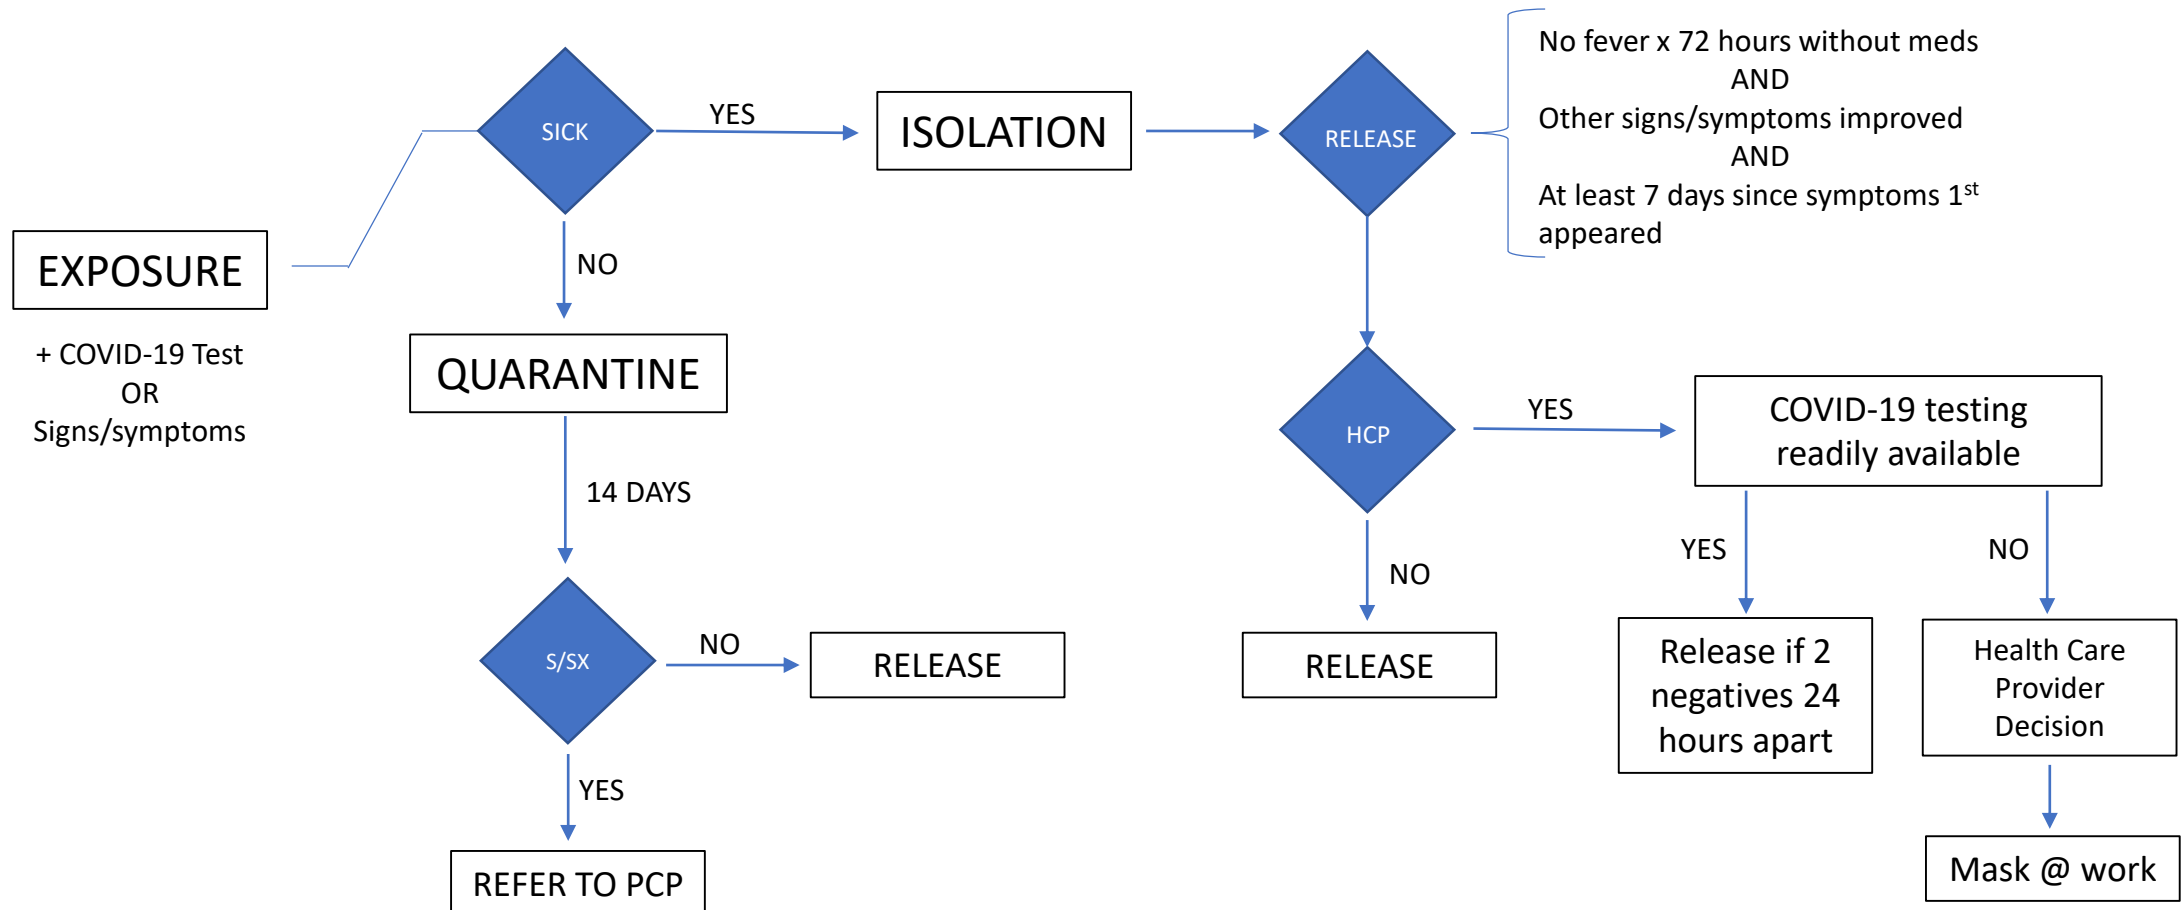 EXPOSURE
+ COVID-19 Test
OR
Signs/symptoms
SICK
YES
ISOLATION
RELEASE
No fever x 72 hours without meds
AND
Other signs/symptoms improved
AND
At least 7 days since symptoms 1st
appeared
NO
QUARANTINE
14 DAYS
S/SX
NO
RELEASE
YES
REFER TO PCP
HCP
YES
COVID-19 testing
readily available
NO
RELEASE
YES
Release if 2
negatives 24
hours apart
NO
Health Care
Provider
Decision
Mask @ work